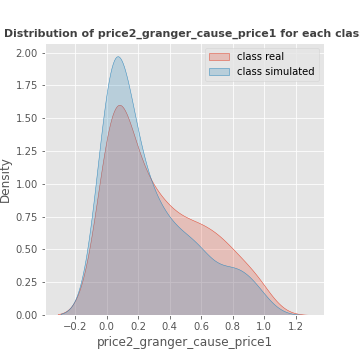 Distribution of price2_granger_cause_price1 for each clas
class real
class simulated
Density
2.00
1.75
1.50
1.25
1.00
0.75
0.50
0.25
0.00
−0.2 0.0 0.2 0.4 0.6 0.8 1.0 1.2
price2_granger_cause_price1